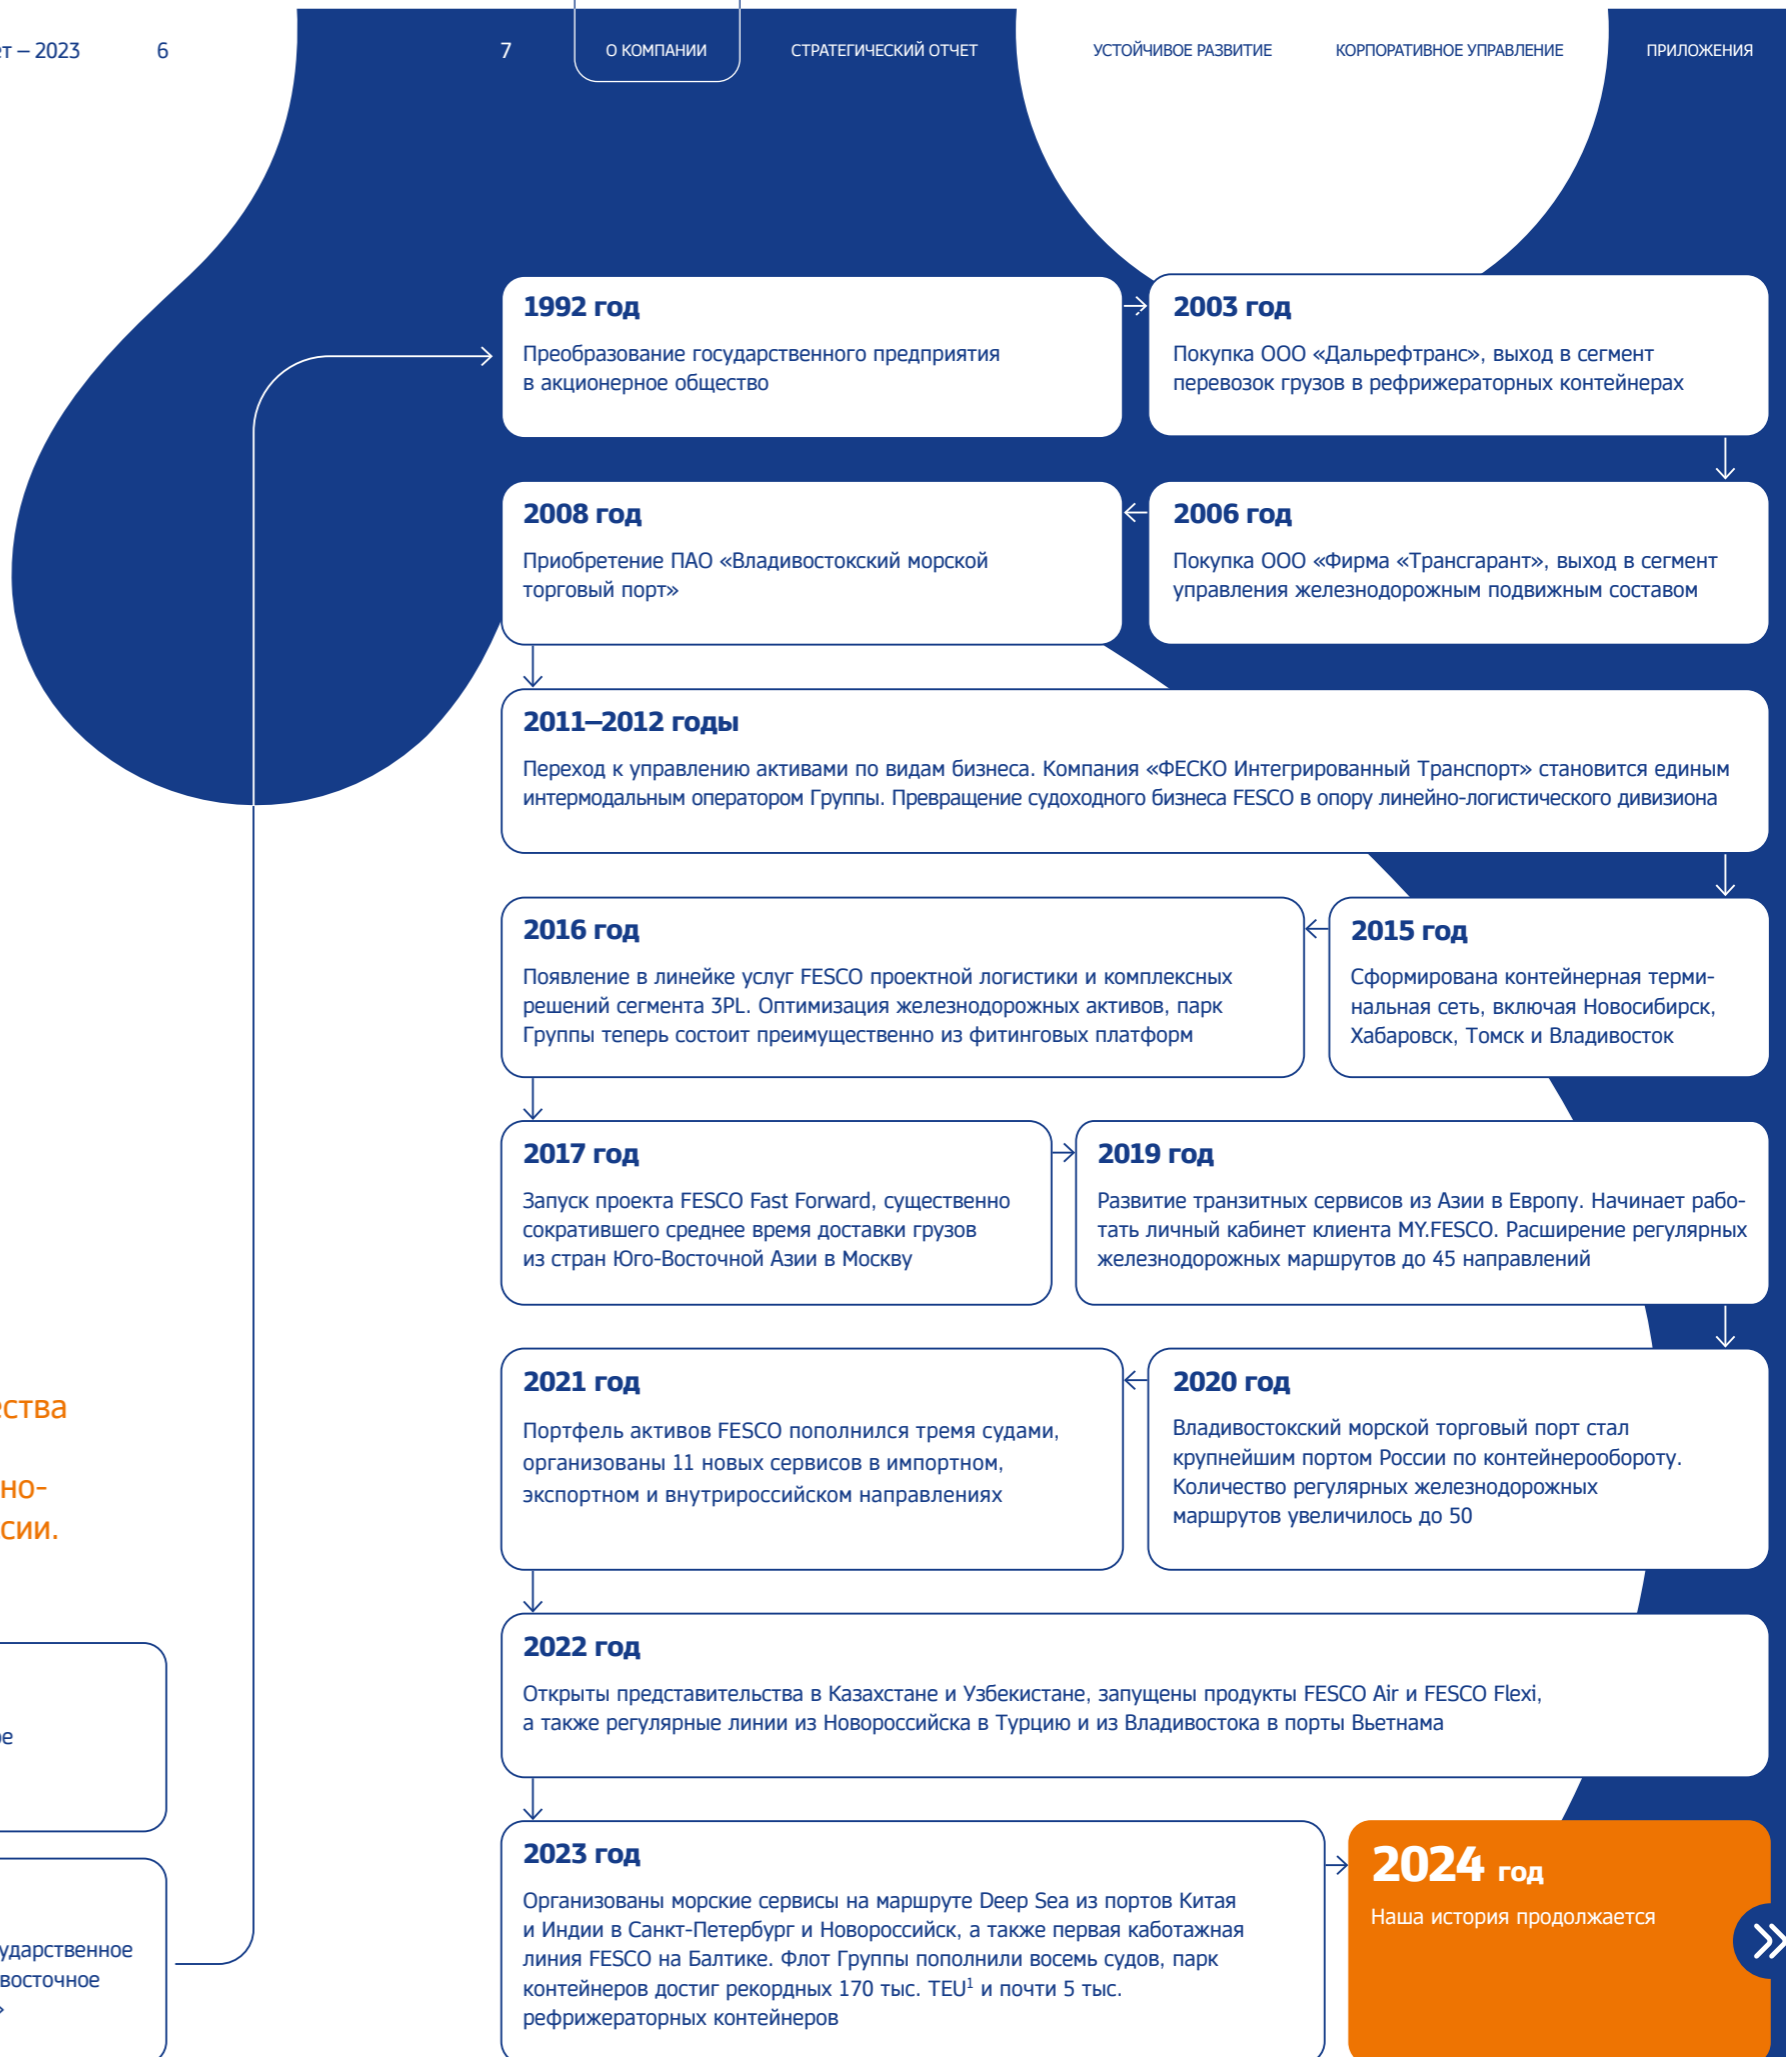 2023
6
7
О КОМПАНИИ
СТРАТЕГИЧЕСКИЙ ОТЧЕТ
УСТОЙЧИВОЕ РАЗВИТИЕ
КОРПОРАТИВНОЕ УПРАВЛЕНИЕ
ПРИЛОЖЕНИЯ
1992 год
Преобразование государственного предприятия
в акционерное общество
2003 год
Покупка ООО «Дальрефтранс», выход в сегмент
перевозок грузов в рефрижераторных контейнерах
2006 год
Покупка ООО «Фирма «Трансгарант», выход в сегмент
управления железнодорожным подвижным составом
2008 год
Приобретение ПАО «Владивостокский морской
торговый порт»
2011–2012 годы
Переход к управлению активами по видам бизнеса. Компания «ФЕСКО Интегрированный Транспорт» становится единым
интермодальным оператором Группы. Превращение судоходного бизнеса FESCO в опору линейно-логистического дивизиона
2015 год
Сформирована контейнерная терми-
нальная сеть, включая Новосибирск,
Хабаровск, Томск и Владивосток
2016 год
Появление в линейке услуг FESCO проектной логистики и комплексных
решений сегмента 3PL. Оптимизация железнодорожных активов, парк
Группы теперь состоит преимущественно из фитинговых платформ
2017 год
Запуск проекта FESCO Fast Forward, существенно
сократившего среднее время доставки грузов
из стран Юго-Восточной Азии в Москву
2019 год
Развитие транзитных сервисов из Азии в Европу. Начинает рабо-
тать личный кабинет клиента MY.FESCO. Расширение регулярных
железнодорожных маршрутов до 45 направлений
2020 год
Владивостокский морской торговый порт стал
крупнейшим портом России по контейнерообороту.
Количество регулярных железнодорожных
маршрутов увеличилось до 50
2021 год
Портфель активов FESCO пополнился тремя судами,
организованы 11 новых сервисов в импортном,
экспортном и внутрироссийском направлениях
2022 год
Открыты представительства в Казахстане и Узбекистане, запущены продукты FESCO Air и FESCO Flexi,
а также регулярные линии из Новороссийска в Турцию и из Владивостока в порты Вьетнама
2023 год
Организованы морские сервисы на маршруте Deep Sea из портов Китая
и Индии в Санкт-Петербург и Новороссийск, а также первая каботажная
линия FESCO на Балтике. Флот Группы пополнили восемь судов, парк
контейнеров достиг рекордных 170 тыс. TEU¹ и почти 5 тыс.
рефрижераторных контейнеров
2024 год
Наша история продолжается